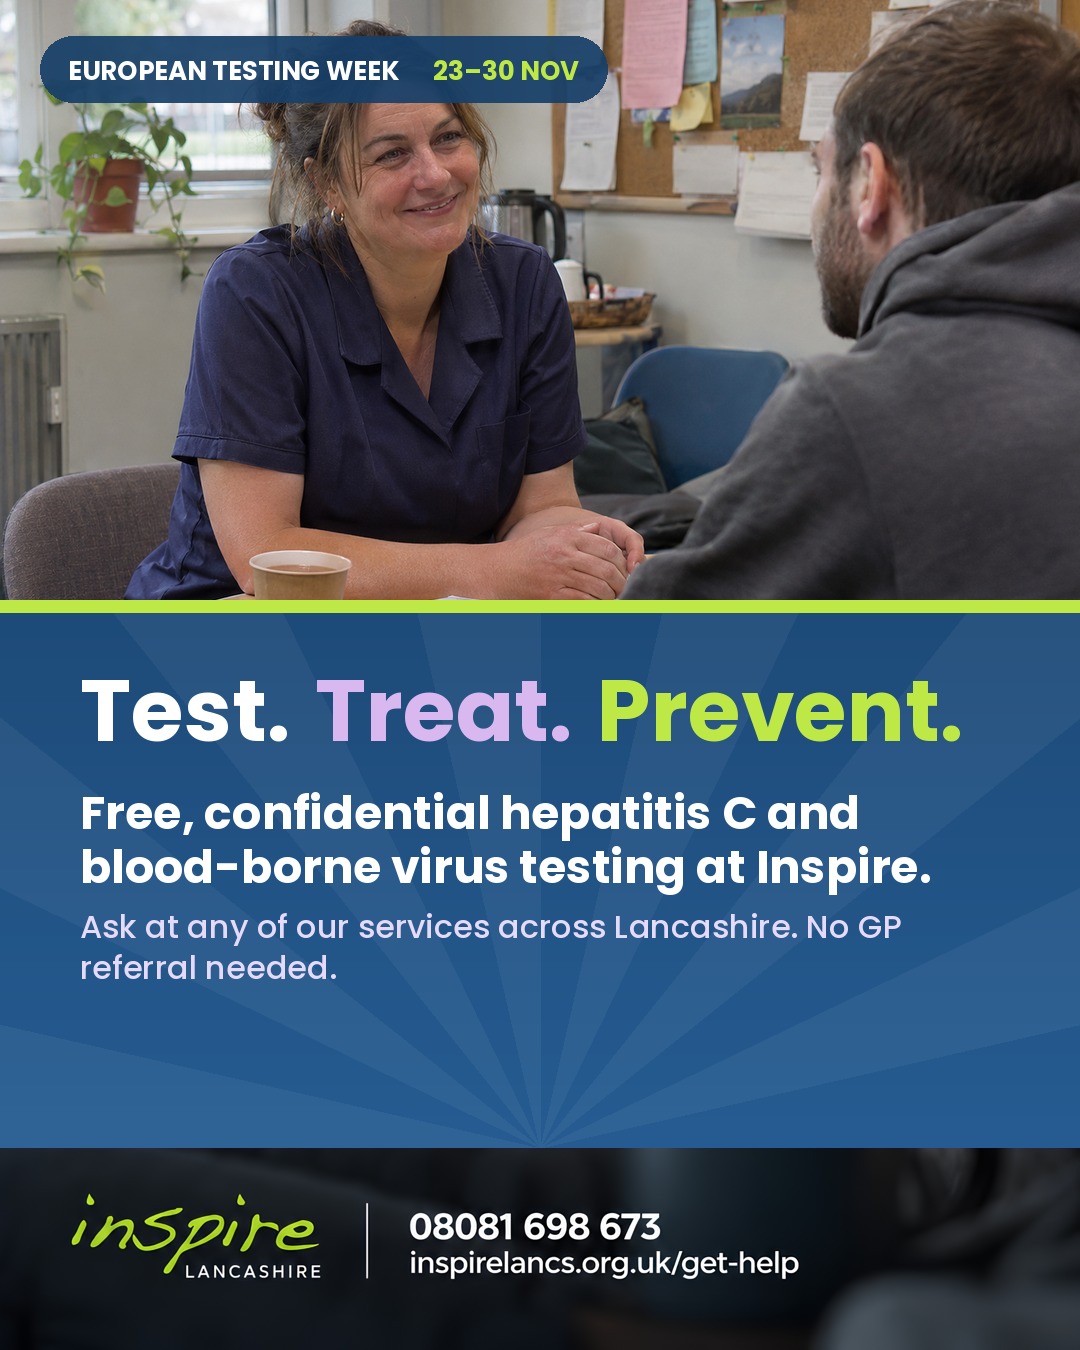 EUROPEAN TESTING WEEK 23–30 NOV
Test. Treat. Prevent.
Free, confidential hepatitis C and
blood-borne virus testing at Inspire.
Ask at any of our services across Lancashire. No GP
referral needed.
inspire
LANCASHIRE
08081 698 673
inspirelancs.org.uk/get-help